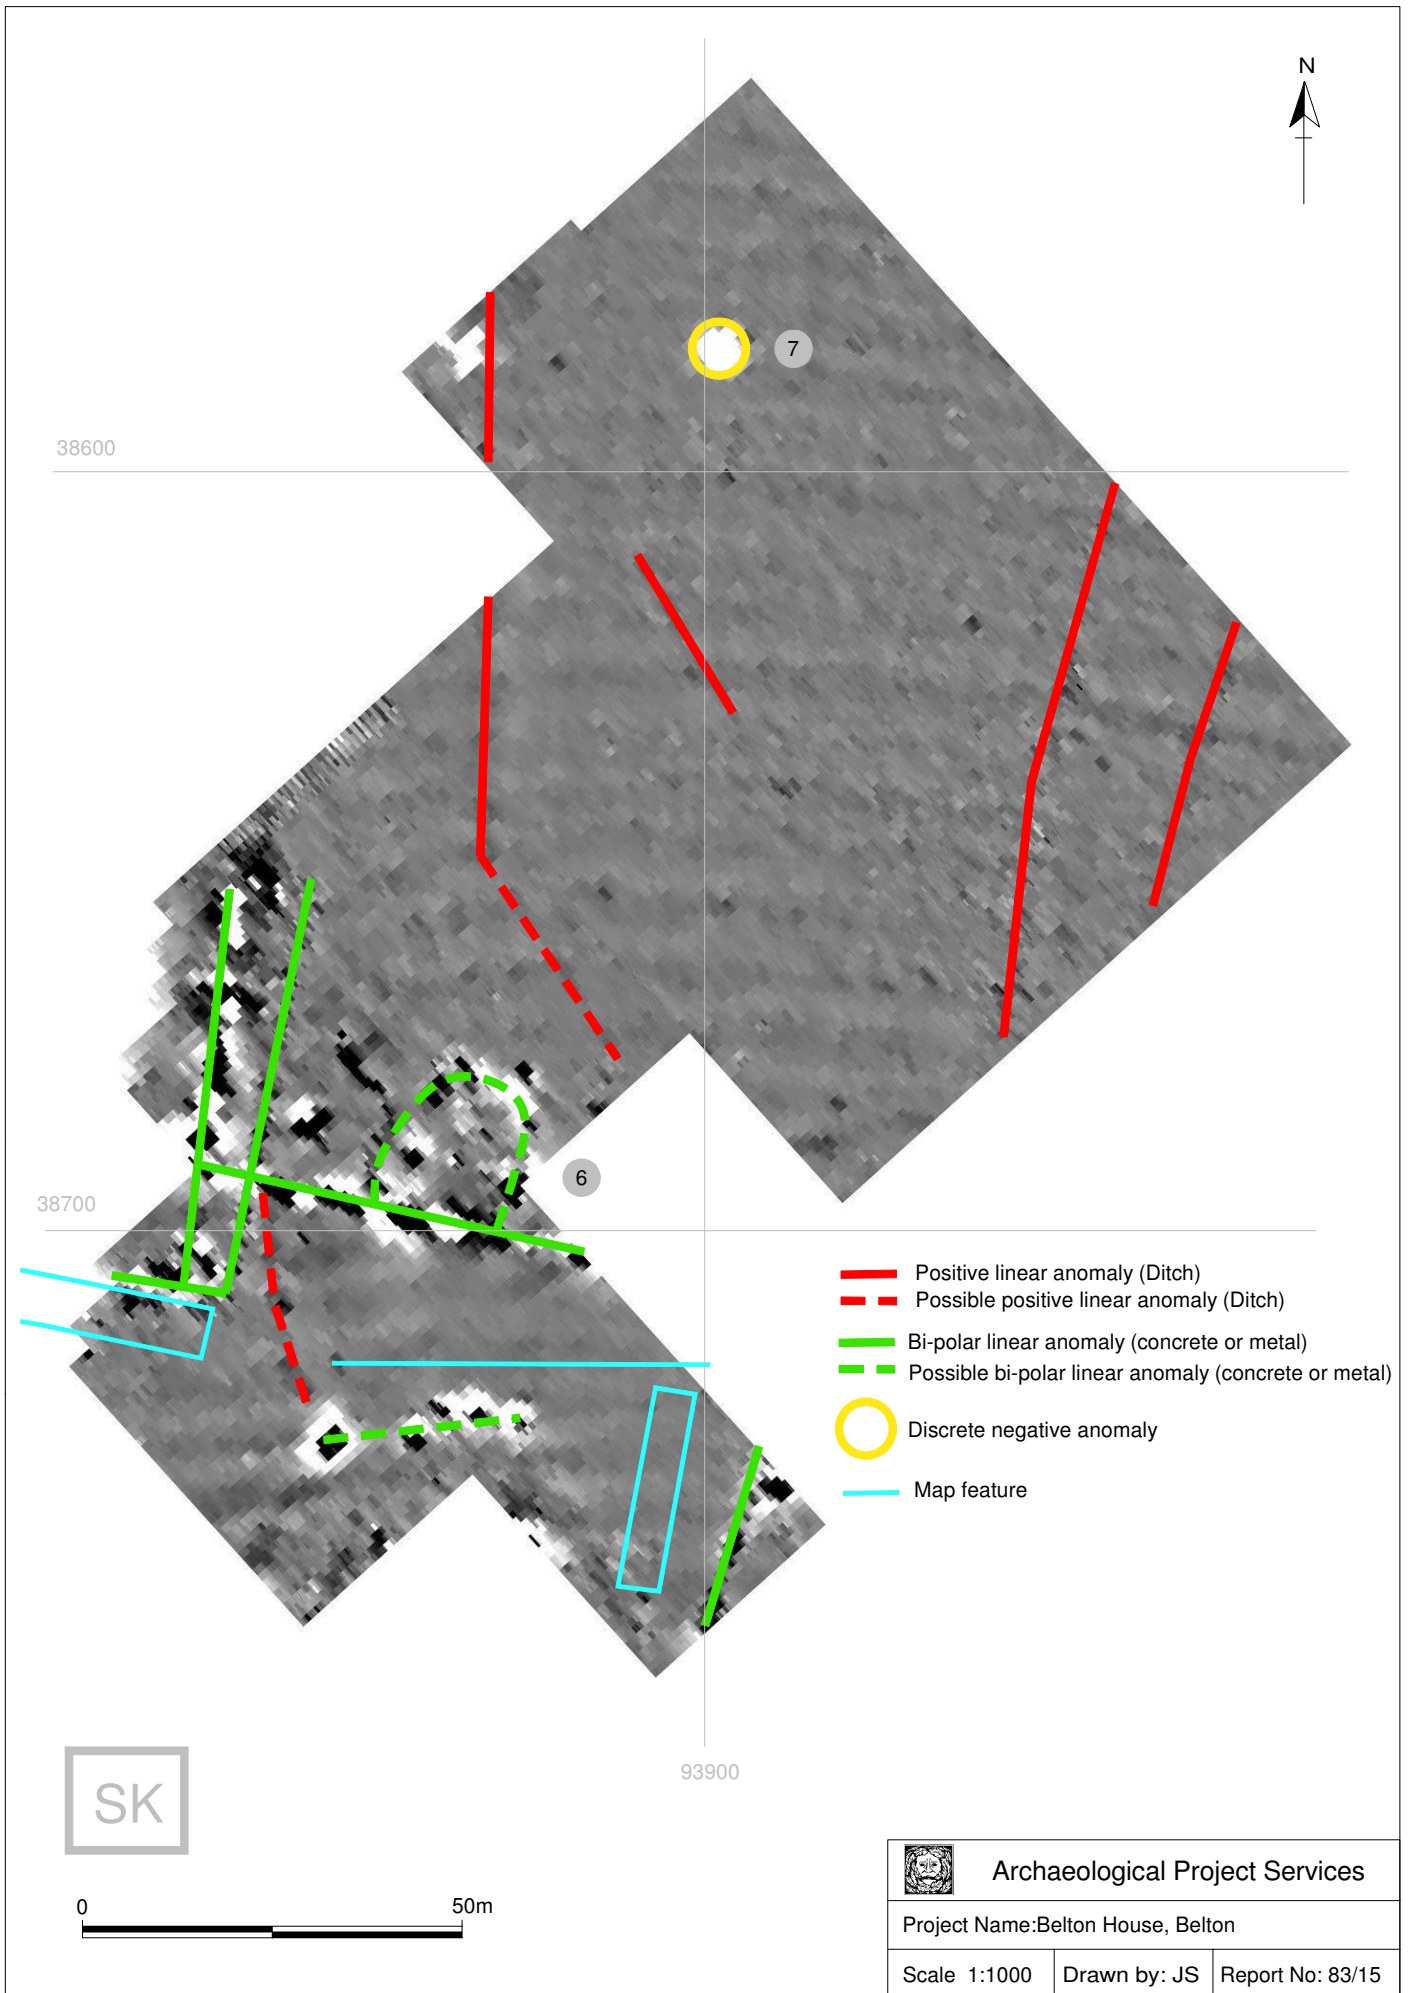 N
7
38600
6
38700
Positive linear anomaly (Ditch)
Possible positive linear anomaly (Ditch)
Bi-polar linear anomaly (concrete or metal)
Possible bi-polar linear anomaly (concrete or metal)
Discrete negative anomaly
Map feature
93900
SK
0 50m
Archaeological Project Services
Project Name:Belton House, Belton
Scale 1:1000 Drawn by: JS Report No: 83/15